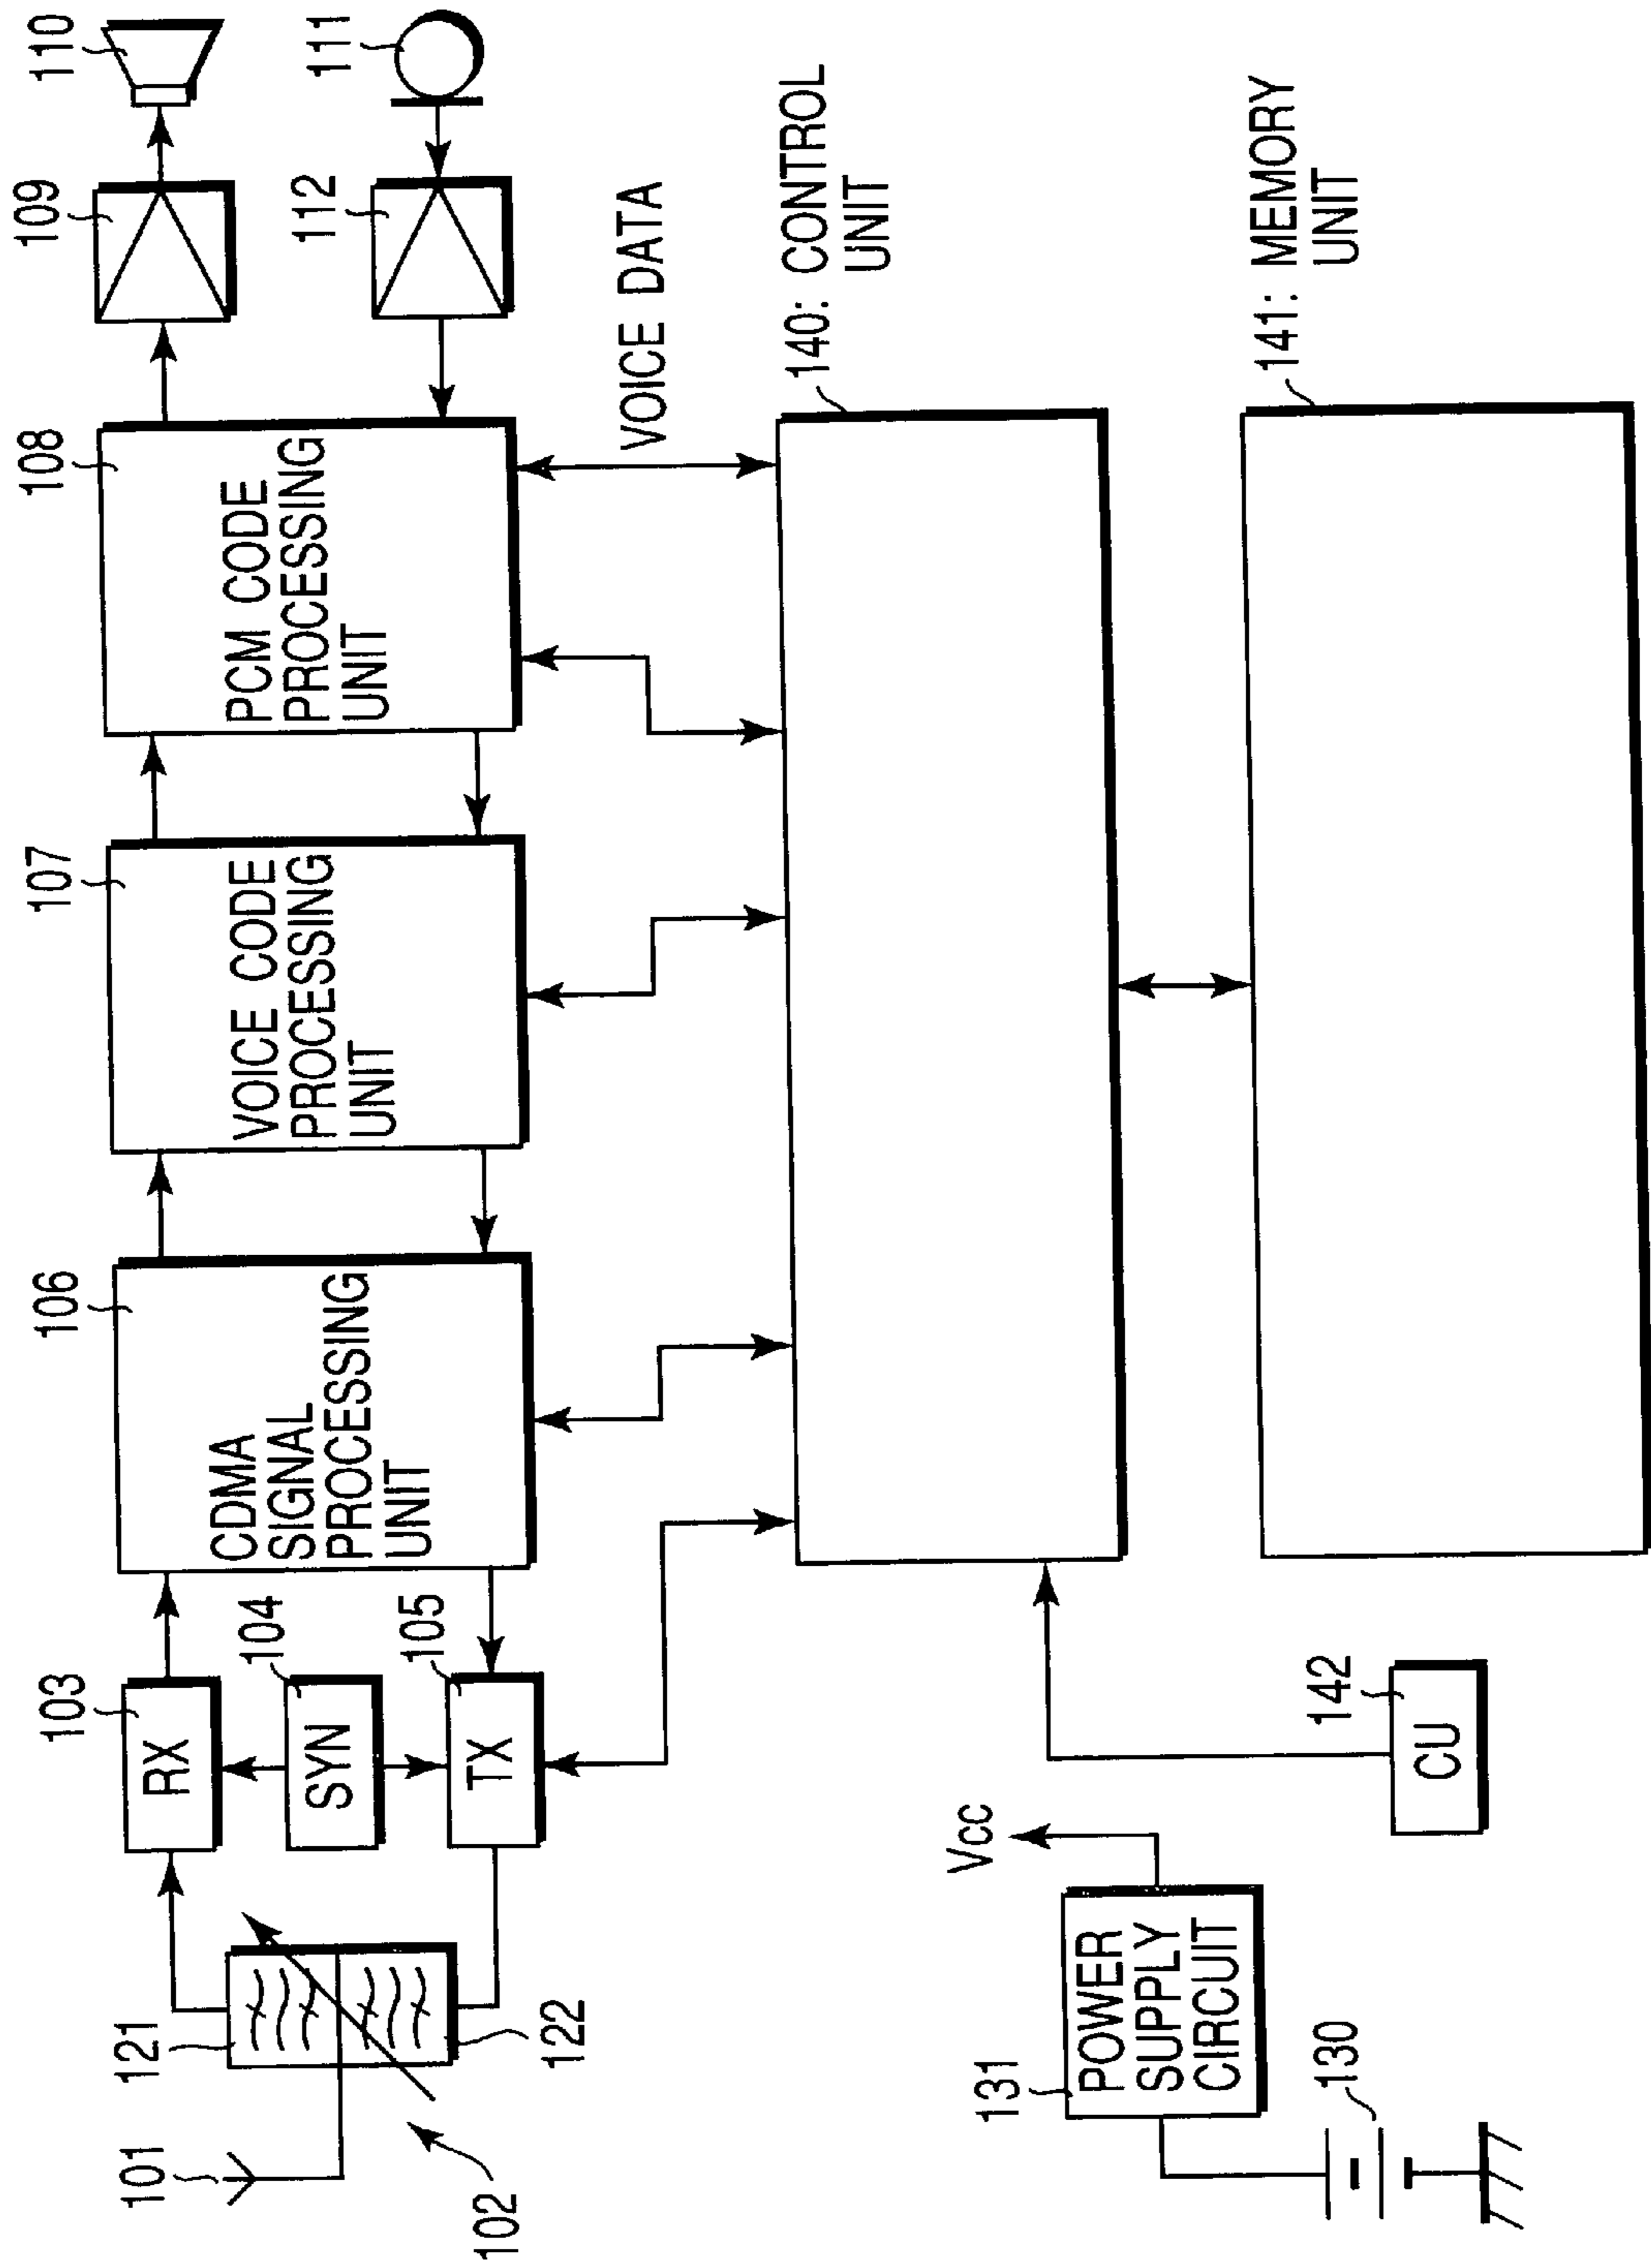 101
102
121
122
103
RX
104
SYN
105
TX
106
CDMA
SIGNAL
PROCESSING
UNIT
107
VOICE CODE
PROCESSING
UNIT
108
PCM CODE
PROCESSING
UNIT
109
110
111
112
VOICE DATA
140: CONTROL
UNIT
141: MEMORY
UNIT
131
POWER
SUPPLY
CIRCUIT
Vcc
130
142
CU